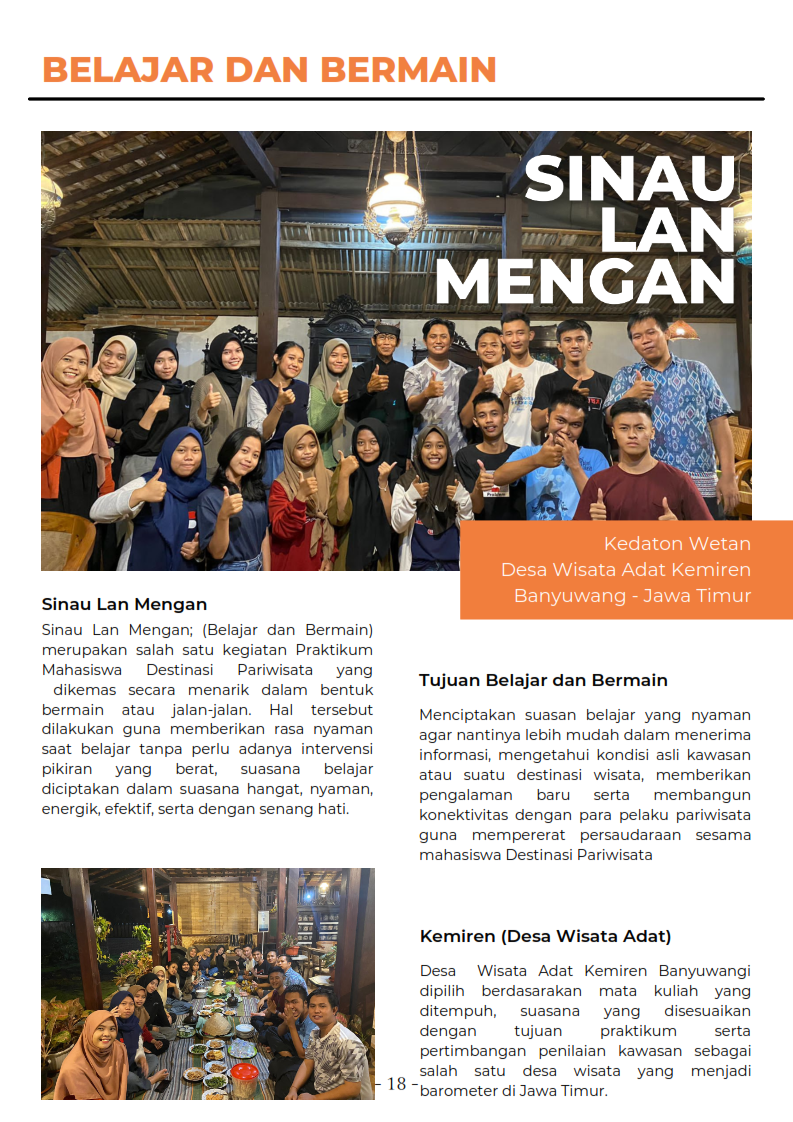 BELAJAR DAN BERMAIN
SINAU
LAN
MENGAN
Kedaton Wetan
Desa Wisata Adat Kemiren
Banyuwang - Jawa Timur
Sinau Lan Mengan
Sinau Lan Mengan; (Belajar dan Bermain)
merupakan salah satu kegiatan Praktikum
Mahasiswa Destinasi Pariwisata yang
dikemas secara menarik dalam bentuk
bermain atau jalan-jalan. Hal tersebut
dilakukan guna memberikan rasa nyaman
saat belajar tanpa perlu adanya intervensi
pikiran yang berat, suasana belajar
diciptakan dalam suasana hangat, nyaman,
energik, efektif, serta dengan senang hati.
Tujuan Belajar dan Bermain
Menciptakan suasan belajar yang nyaman
agar nantinya lebih mudah dalam menerima
informasi, mengetahui kondisi asli kawasan
atau suatu destinasi wisata, memberikan
pengalaman baru serta membangun
konektivitas dengan para pelaku pariwisata
guna mempererat persaudaraan sesama
mahasiswa Destinasi Pariwisata
Kemiren (Desa Wisata Adat)
Desa Wisata Adat Kemiren Banyuwangi
dipilih berdasarakan mata kuliah yang
ditempuh, suasana yang disesuaikan
dengan tujuan praktikum serta
pertimbangan penilaian kawasan sebagai
salah satu desa wisata yang menjadi
barometer di Jawa Timur.
- 18 -